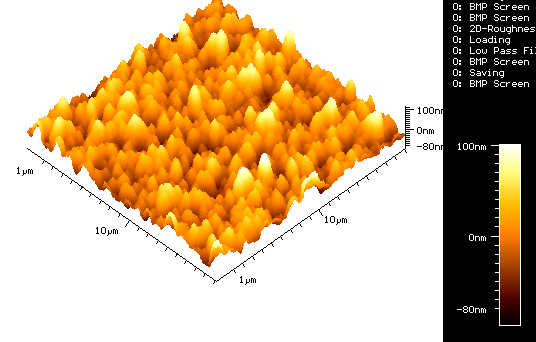 0: BMP Screen
0: BMP Screen
0: 2D-Roughnes
0: Loading
0: Low Pass Fil
0: BMP Screen
0: Saving
0: BMP Screen
100nm
0nm
-80nm
1µm
10µm
10µm
1µm
100nm
0nm
-80nm